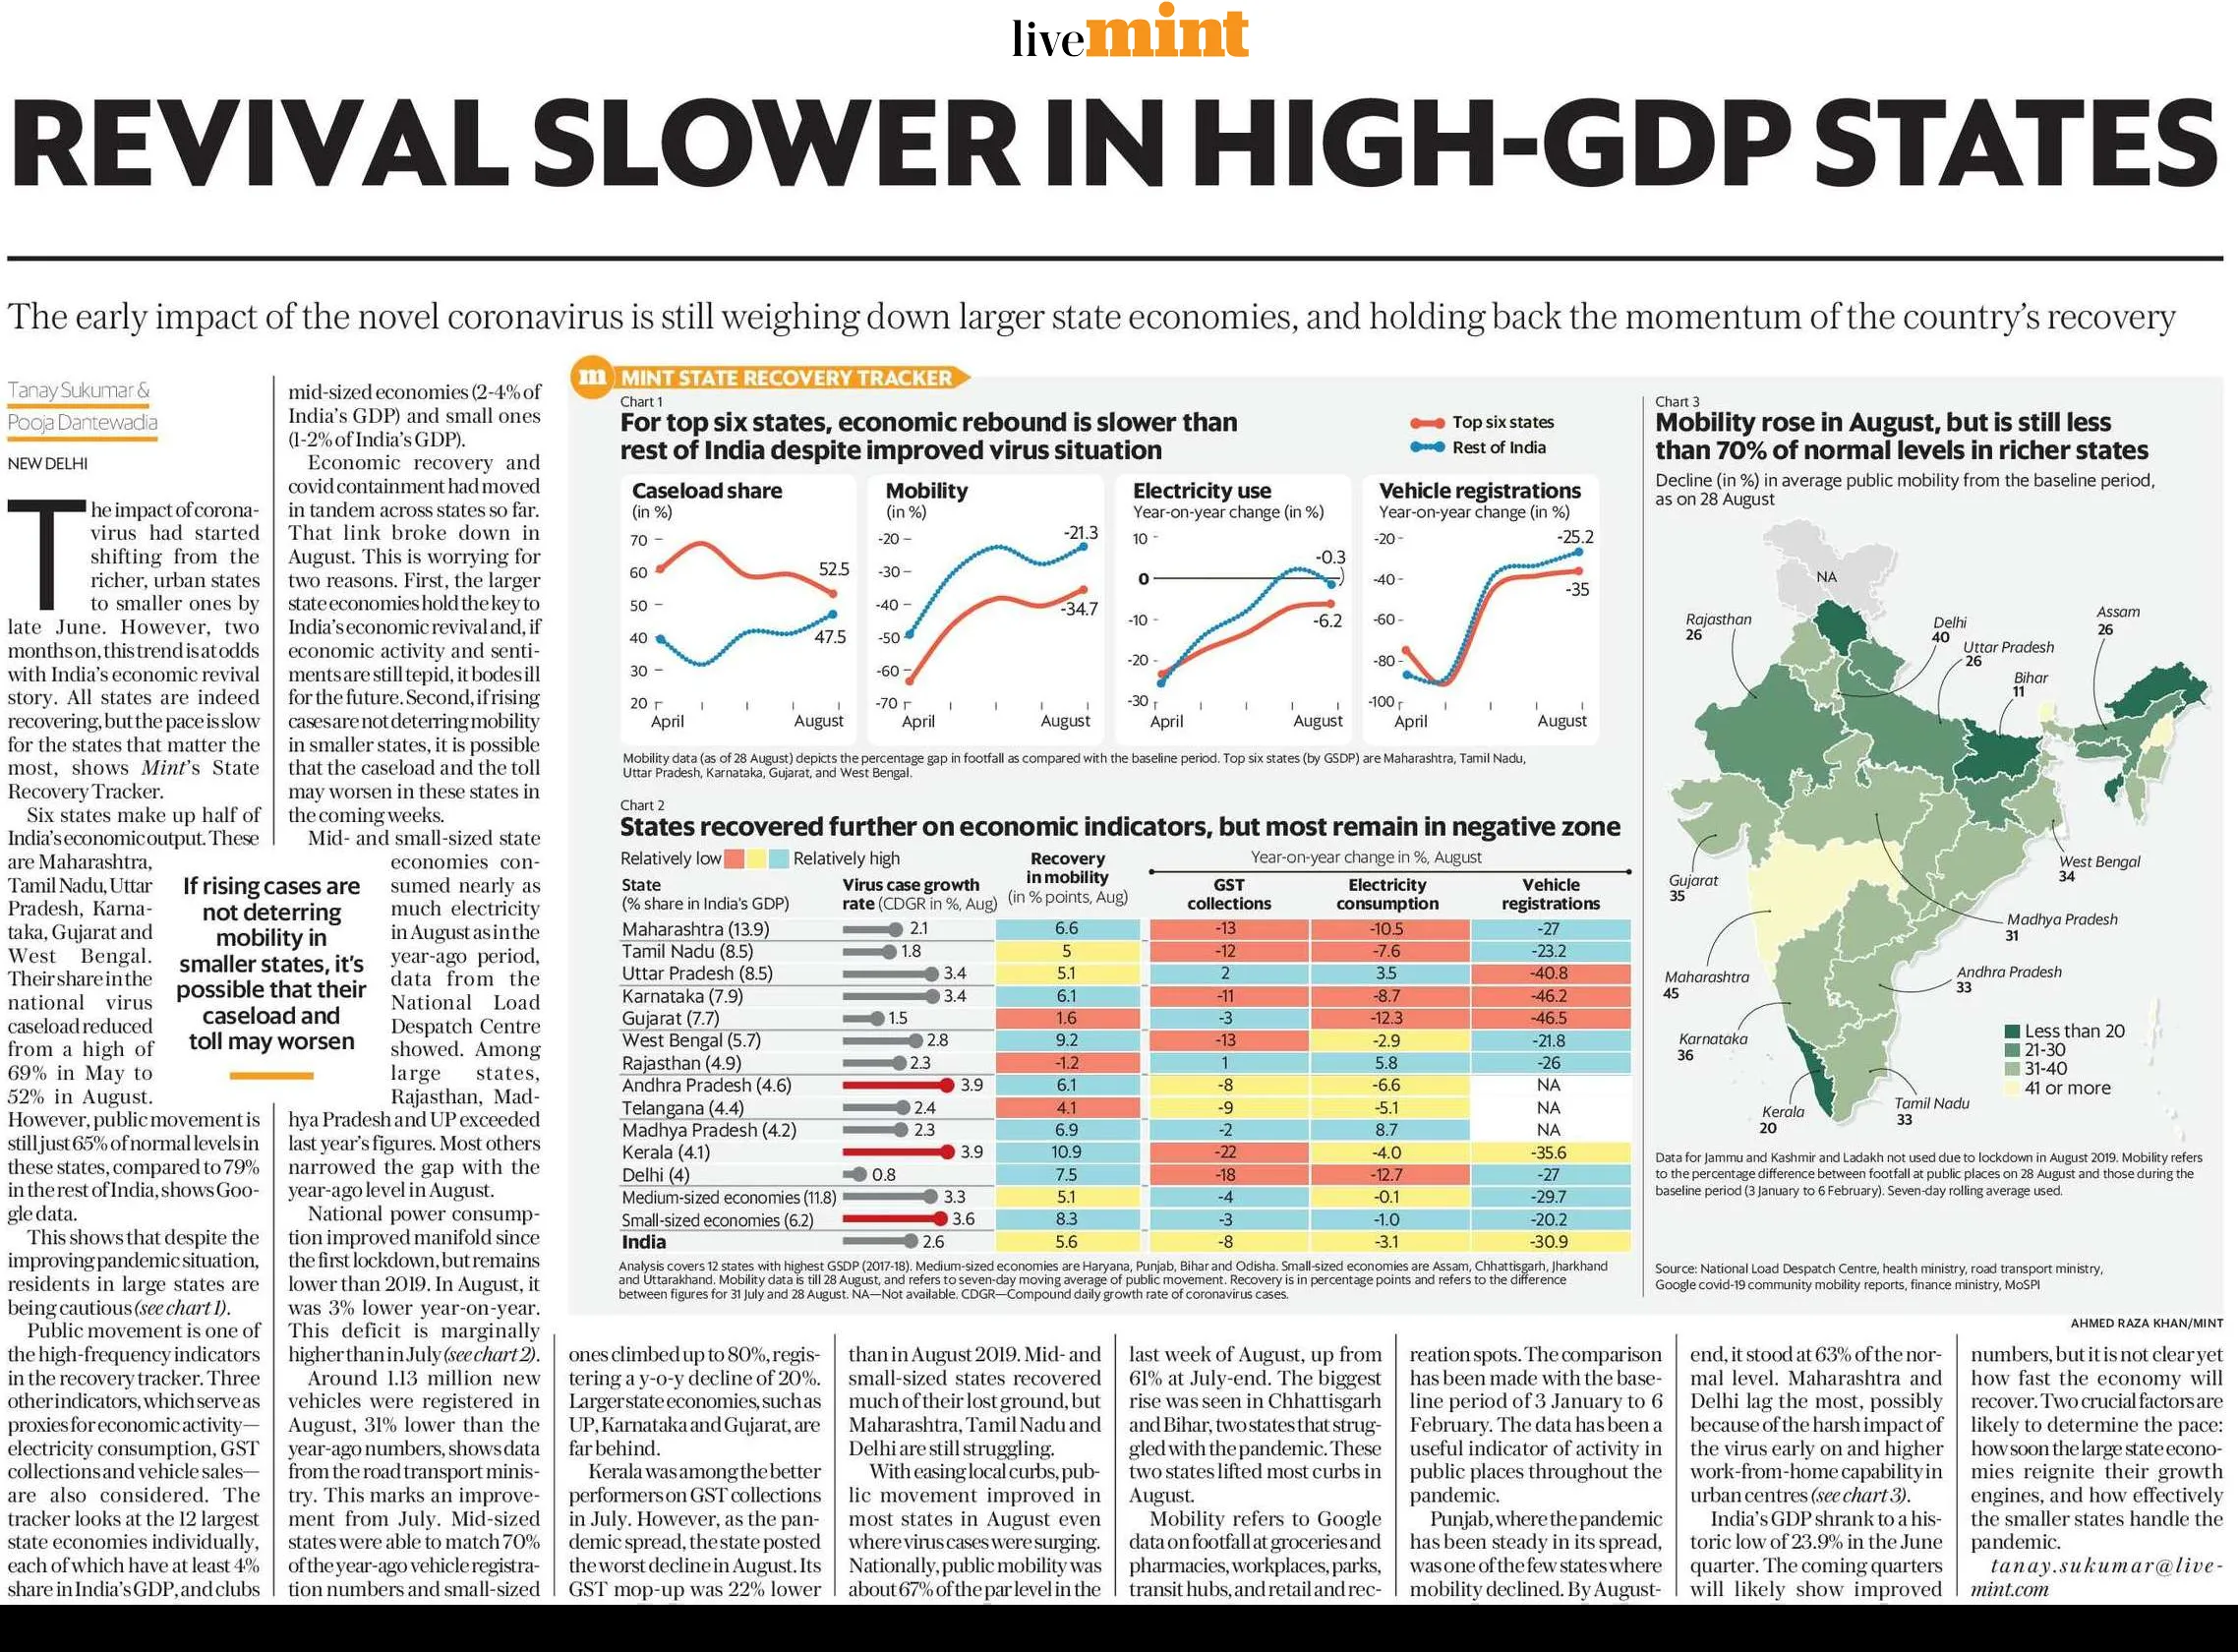 livemint
REVIVAL SLOWER IN HIGH-GDP STATES
The early impact of the novel coronavirus is still weighing down larger state economies, and holding back the momentum of the country's recovery
Tanay Sukumar &
Pooja Dantewadia
NEW DELHI
The impact of corona-
virus had started
shifting from the
richer, urban states
to smaller ones by
late June. However, two
months on, this trend is at odds
with India's economic revival
story. All states are indeed
recovering, but the pace is slow
for the states that matter the
most, shows Mint's State
Recovery Tracker.
Six states make up half of
India's economic output. These
are Maharashtra,
Tamil Nadu, Uttar
Pradesh, Karna-
taka, Gujarat and
West Bengal.
Their share in the
national virus
caseload reduced
from a high of
69% in May to
52% in August.
However, public movement is
still just 65% of normal levels in
these states, compared to 79%
in the rest of India, shows Goo-
gle data.
This shows that despite the
improving pandemic situation,
residents in large states are
being cautious (see chart 1).
Public movement is one of
the high-frequency indicators
in the recovery tracker. Three
other indicators, which serve as
proxies for economic activity—
electricity consumption, GST
collections and vehicle sales—
are also considered. The
tracker looks at the 12 largest
state economies individually,
each of which have at least 4%
share in India's GDP, and clubs
mid-sized economies (2-4% of
India's GDP) and small ones
(1-2% of India's GDP).
Economic recovery and
covid containment had moved
in tandem across states so far.
That link broke down in
August. This is worrying for
two reasons. First, the larger
state economies hold the key to
India's economic revival and, if
economic activity and senti-
ments are still tepid, it bodes ill
for the future. Second, if rising
cases are not deterring mobility
in smaller states, it is possible
that the caseload and the toll
may worsen in these states in
the coming weeks.
Mid- and small-sized state
economies con-
sumed nearly as
much electricity
in August as in the
year-ago period,
data from the
National Load
Despatch Centre
showed. Among
large states,
Rajasthan, Mad-
hya Pradesh and UP exceeded
last year's figures. Most others
narrowed the gap with the
year-ago level in August.
National power consump-
tion improved manifold since
the first lockdown, but remains
lower than 2019. In August, it
was 3% lower year-on-year.
This deficit is marginally
higher than in July (see chart 2).
Around 1.13 million new
vehicles were registered in
August, 31% lower than the
year-ago numbers, shows data
from the road transport minis-
try. This marks an improve-
ment from July. Mid-sized
states were able to match 70%
of the year-ago vehicle registra-
tion numbers and small-sized
If rising cases are
not deterring
mobility in
smaller states, it's
possible that their
caseload and
toll may worsen
m MINT STATE RECOVERY TRACKER
Chart 1
For top six states, economic rebound is slower than
rest of India despite improved virus situation
Top six states
Rest of India
Caseload share
(in %)
70
60
50
40
30
20
52.5
47.5
April August
Mobility
(in %)
-20
-30
-40
-50
-60
-70
-21.3
-34.7
April August
Electricity use
Year-on-year change (in %)
10
0
-10
-20
-30
-0.3
-6.2
April August
Vehicle registrations
Year-on-year change (in %)
-20
-40
-60
-80
-100
-25.2
-35
April August
Mobility data (as of 28 August) depicts the percentage gap in footfall as compared with the baseline period. Top six states (by GSDP) are Maharashtra, Tamil Nadu,
Uttar Pradesh, Karnataka, Gujarat, and West Bengal.
Chart 2
States recovered further on economic indicators, but most remain in negative zone
Relatively low Relatively high
State
(% share in India's GDP)
Virus case growth
rate (CDGR in %, Aug)
Recovery
in mobility
(in % points, Aug)
Year-on-year change in %, August
GST
collections
Electricity
consumption
Vehicle
registrations
Maharashtra (13.9) 2.1 6.6 -13 -10.5 -27
Tamil Nadu (8.5) 1.8 5 -12 -7.6 -23.2
Uttar Pradesh (8.5) 3.4 5.1 2 3.5 -40.8
Karnataka (7.9) 3.4 6.1 -11 -8.7 -46.2
Gujarat (7.7) 1.5 1.6 -3 -12.3 -46.5
West Bengal (5.7) 2.8 9.2 -13 -2.9 -21.8
Rajasthan (4.9) 2.3 -1.2 1 5.8 -26
Andhra Pradesh (4.6) 3.9 6.1 -8 -6.6 NA
Telangana (4.4) 2.4 4.1 -9 -5.1 NA
Madhya Pradesh (4.2) 2.3 6.9 -2 8.7 NA
Kerala (4.1) 3.9 10.9 -22 -4.0 -35.6
Delhi (4) 0.8 7.5 -18 -12.7 -27
Medium-sized economies (11.8) 3.3 5.1 -4 -0.1 -29.7
Small-sized economies (6.2) 3.6 8.3 -3 -1.0 -20.2
India 2.6 5.6 -8 -3.1 -30.9
Analysis covers 12 states with highest GSDP (2017-18). Medium-sized economies are Haryana, Punjab, Bihar and Odisha. Small-sized economies are Assam, Chhattisgarh, Jharkhand
and Uttarakhand. Mobility data is till 28 August, and refers to seven-day moving average of public movement. Recovery is in percentage points and refers to the difference
between figures for 31 July and 28 August. NA—Not available. CDGR—Compound daily growth rate of coronavirus cases.
Chart 3
Mobility rose in August, but is still less
than 70% of normal levels in richer states
Decline (in %) in average public mobility from the baseline period,
as on 28 August
NA
Rajasthan
26
Delhi
40
Uttar Pradesh
26
Bihar
11
Assam
26
Gujarat
35
West Bengal
34
Madhya Pradesh
31
Maharashtra
45
Andhra Pradesh
33
Karnataka
36
Kerala
20
Tamil Nadu
33
Less than 20
21-30
31-40
41 or more
Data for Jammu and Kashmir and Ladakh not used due to lockdown in August 2019. Mobility refers
to the percentage difference between footfall at public places on 28 August and those during the
baseline period (3 January to 6 February). Seven-day rolling average used.
Source: National Load Despatch Centre, health ministry, road transport ministry,
Google covid-19 community mobility reports, finance ministry, MoSPI
AHMED RAZA KHAN/MINT
ones climbed up to 80%, regis-
tering a y-o-y decline of 20%.
Larger state economies, such as
UP, Karnataka and Gujarat, are
far behind.
Kerala was among the better
performers on GST collections
in July. However, as the pan-
demic spread, the state posted
the worst decline in August. Its
GST mop-up was 22% lower
than in August 2019. Mid- and
small-sized states recovered
much of their lost ground, but
Maharashtra, Tamil Nadu and
Delhi are still struggling.
With easing local curbs, pub-
lic movement improved in
most states in August even
where virus cases were surging.
Nationally, public mobility was
about 67% of the par level in the
last week of August, up from
61% at July-end. The biggest
rise was seen in Chhattisgarh
and Bihar, two states that strug-
gled with the pandemic. These
two states lifted most curbs in
August.
Mobility refers to Google
data on footfall at groceries and
pharmacies, workplaces, parks,
transit hubs, and retail and rec-
reation spots. The comparison
has been made with the base-
line period of 3 January to 6
February. The data has been a
useful indicator of activity in
public places throughout the
pandemic.
Punjab, where the pandemic
has been steady in its spread,
was one of the few states where
mobility declined. By August-
end, it stood at 63% of the nor-
mal level. Maharashtra and
Delhi lag the most, possibly
because of the harsh impact of
the virus early on and higher
work-from-home capability in
urban centres (see chart 3).
India's GDP shrank to a his-
toric low of 23.9% in the June
quarter. The coming quarters
will likely show improved
numbers, but it is not clear yet
how fast the economy will
recover. Two crucial factors are
likely to determine the pace:
how soon the large state econo-
mies reignite their growth
engines, and how effectively
the smaller states handle the
pandemic.
tanay.sukumar@live-
mint.com